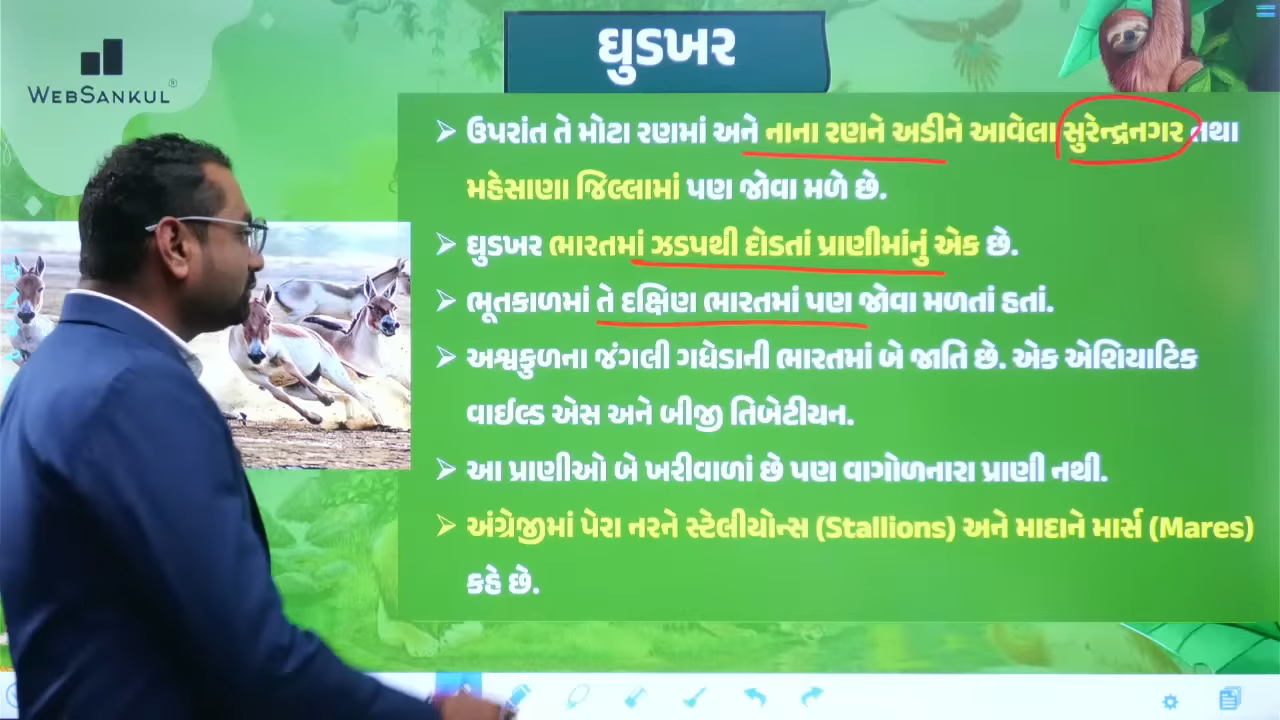 WEBSANKUL®
ઘુડખર
➢ ઉપરાંત તે મોટા રણમાં અને નાના રણને અડીને આવેલા સુરેન્દ્રનગર તથા
મહેસાણા જિલ્લામાં પણ જોવા મળે છે.
➢ ઘુડખર ભારતમાં ઝડપથી દોડતાં પ્રાણીમાંનું એક છે.
➢ ભૂતકાળમાં તે દક્ષિણ ભારતમાં પણ જોવા મળતાં હતાં.
➢ અશ્વકુળના જંગલી ગધેડાની ભારતમાં બે જાતિ છે. એક એશિયાટિક
વાઈલ્ડ એસ અને બીજી તિબેટીયન.
➢ આ પ્રાણીઓ બે ખરીવાળાં છે પણ વાગોળનારા પ્રાણી નથી.
➢ અંગ્રેજીમાં પેરા નરને સ્ટેલીયોન્સ (Stallions) અને માદાને માર્સ (Mares)
કહે છે.